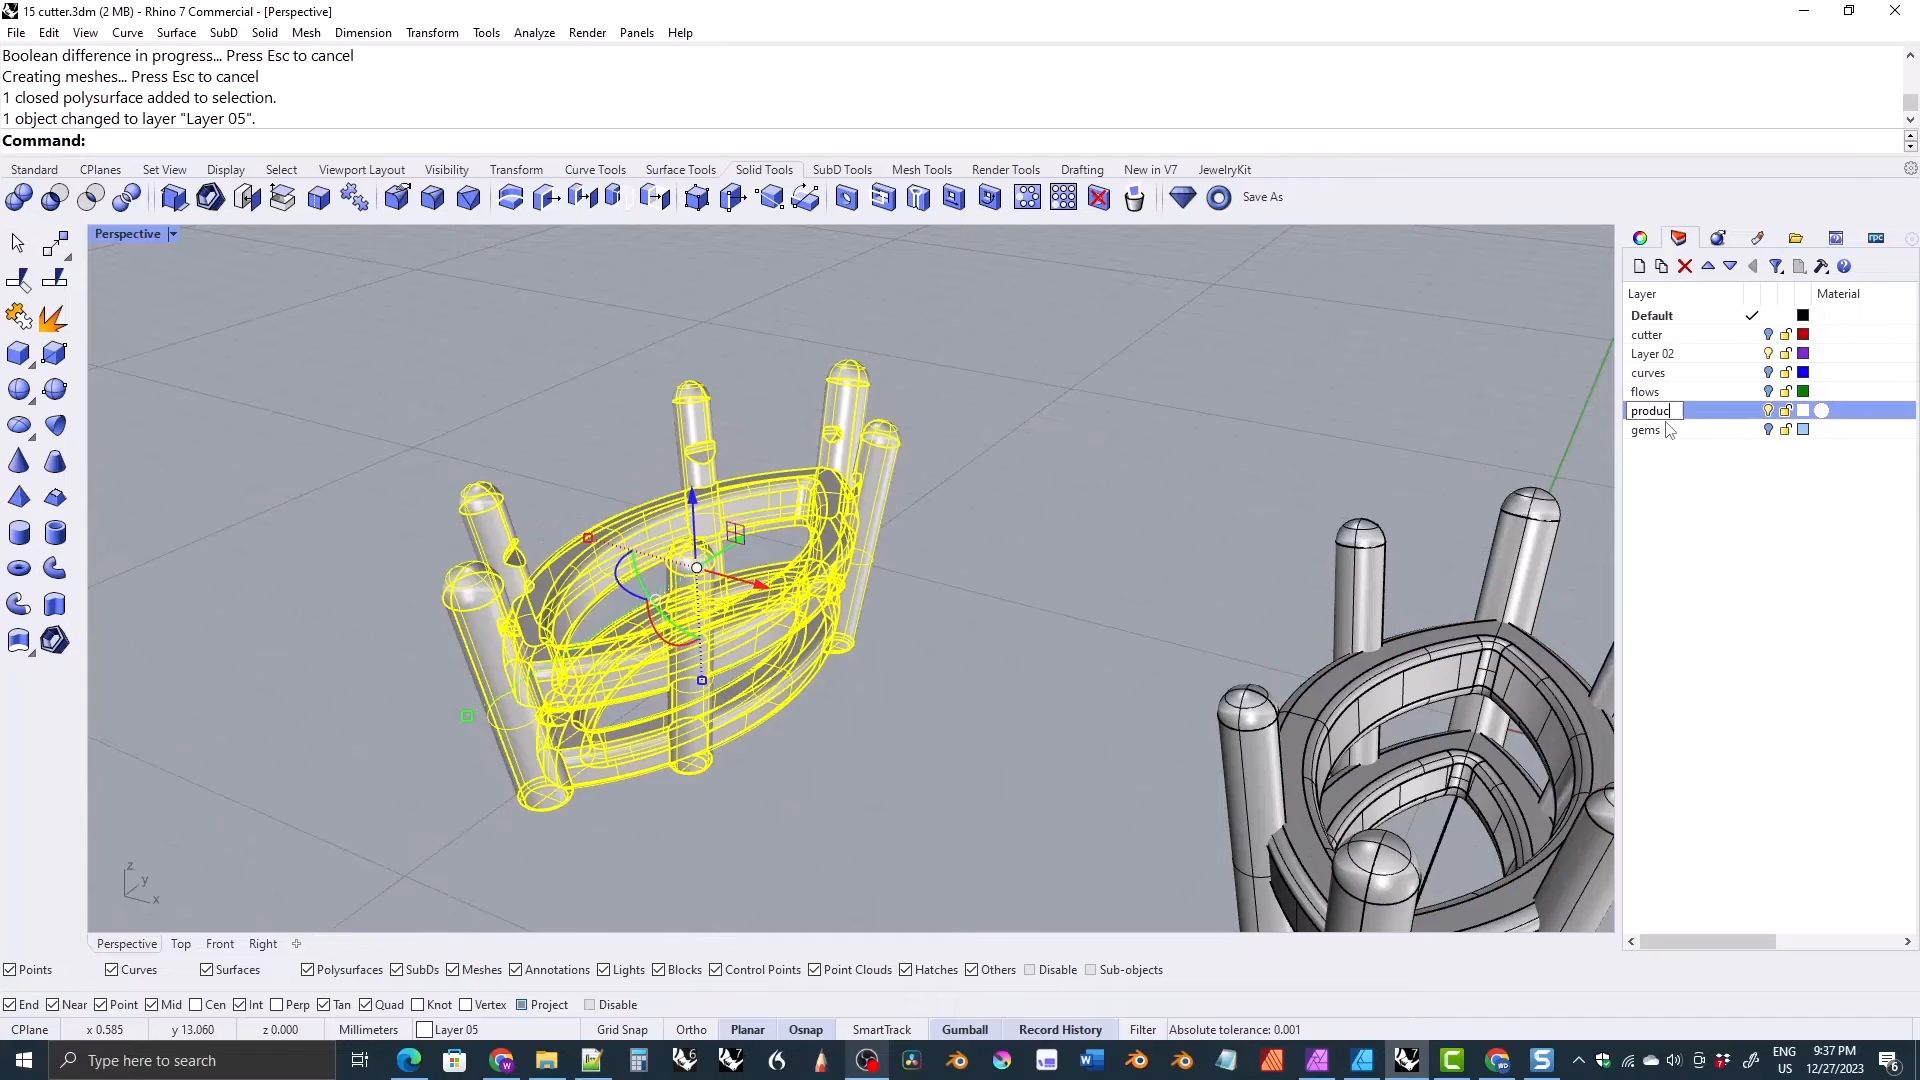 15 cutter.3dm (2 MB) - Rhino 7 Commercial - [Perspective]
File Edit View Curve Surface SubD Solid Mesh Dimension Transform Tools Analyze Render Panels Help
Boolean difference in progress... Press Esc to cancel
Creating meshes... Press Esc to cancel
1 closed polysurface added to selection.
1 object changed to layer "Layer 05".
Command:
Standard CPlanes Set View Display Select Viewport Layout Visibility Transform Curve Tools Surface Tools Solid Tools SubD Tools Mesh Tools Render Tools Drafting New in V7 JewelryKit
Save As
Perspective
rpc
Layer Material
Default
cutter
Layer 02
curves
flows
produc
gems
z
y
x
Perspective Top Front Right
Points Curves Surfaces Polysurfaces SubDs Meshes Annotations Lights Blocks Control Points Point Clouds Hatches Others Disable Sub-objects
End Near Point Mid Cen Int Perp Tan Quad Knot Vertex Project Disable
CPlane x 0.585 y 13.060 z 0.000 Millimeters Layer 05 Grid Snap Ortho Planar Osnap SmartTrack Gumball Record History Filter Absolute tolerance: 0.001
Type here to search
ENG
US
9:37 PM
12/27/2023
6